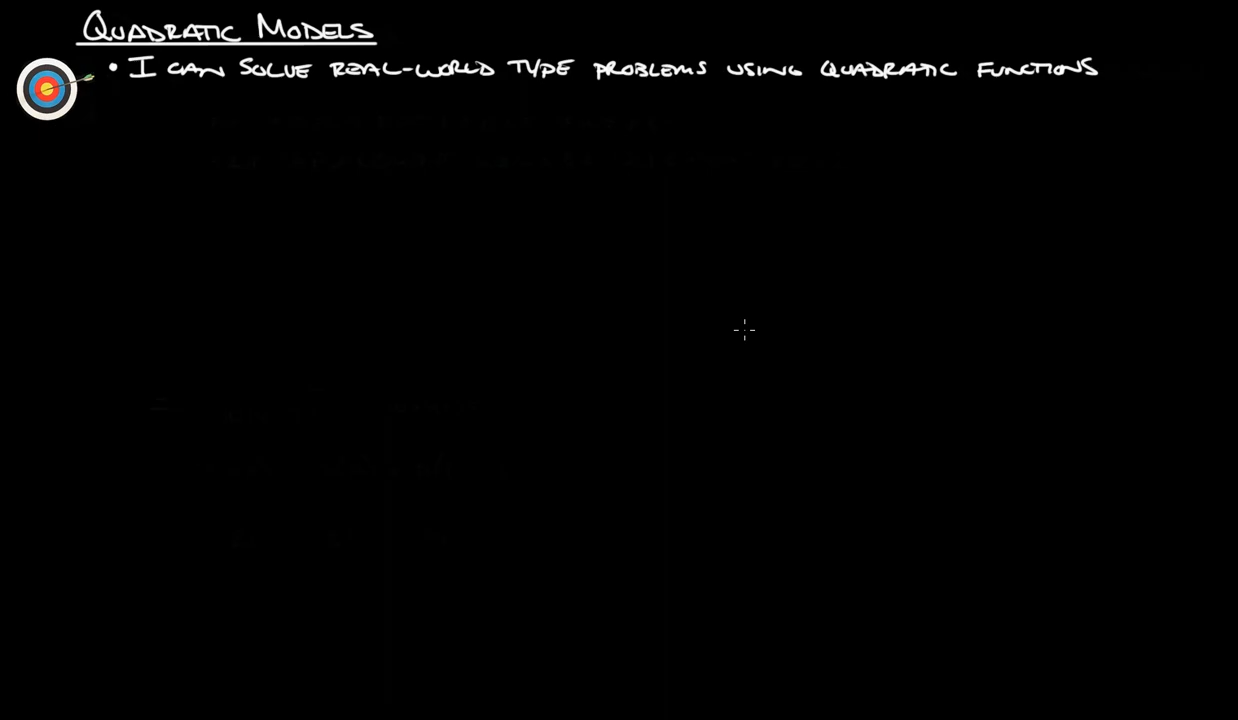 QUADRATIC MODELS
• I CAN SOLVE REAL-WORLD TYPE PROBLEMS USING QUADRATIC FUNCTIONS